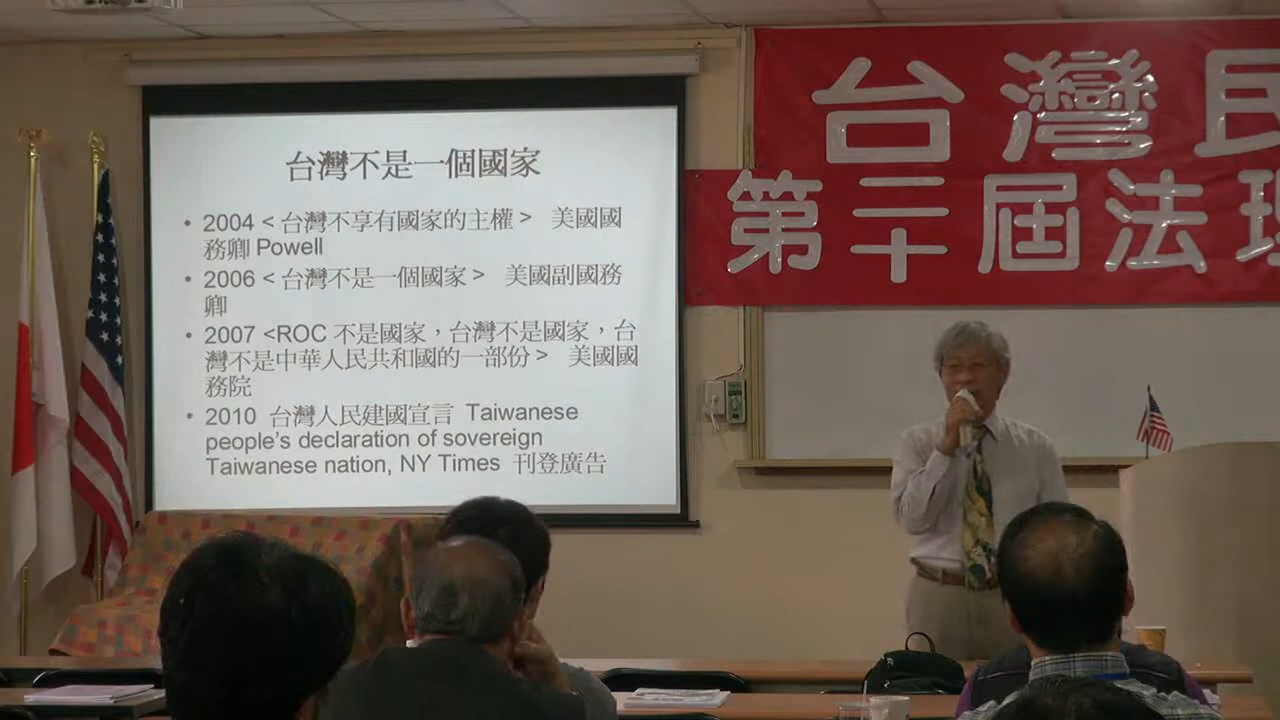 台灣不是一個國家
• 2004 < 台灣不享有國家的主權 > 美國國
務卿 Powell
• 2006 < 台灣不是一個國家 > 美國副國務
卿
• 2007 <ROC 不是國家，台灣不是國家，台
灣不是中華人民共和國的一部份 > 美國國
務院
• 2010 台灣人民建國宣言 Taiwanese
people's declaration of sovereign
Taiwanese nation, NY Times 刊登廣告
台灣民
第二十屆法理